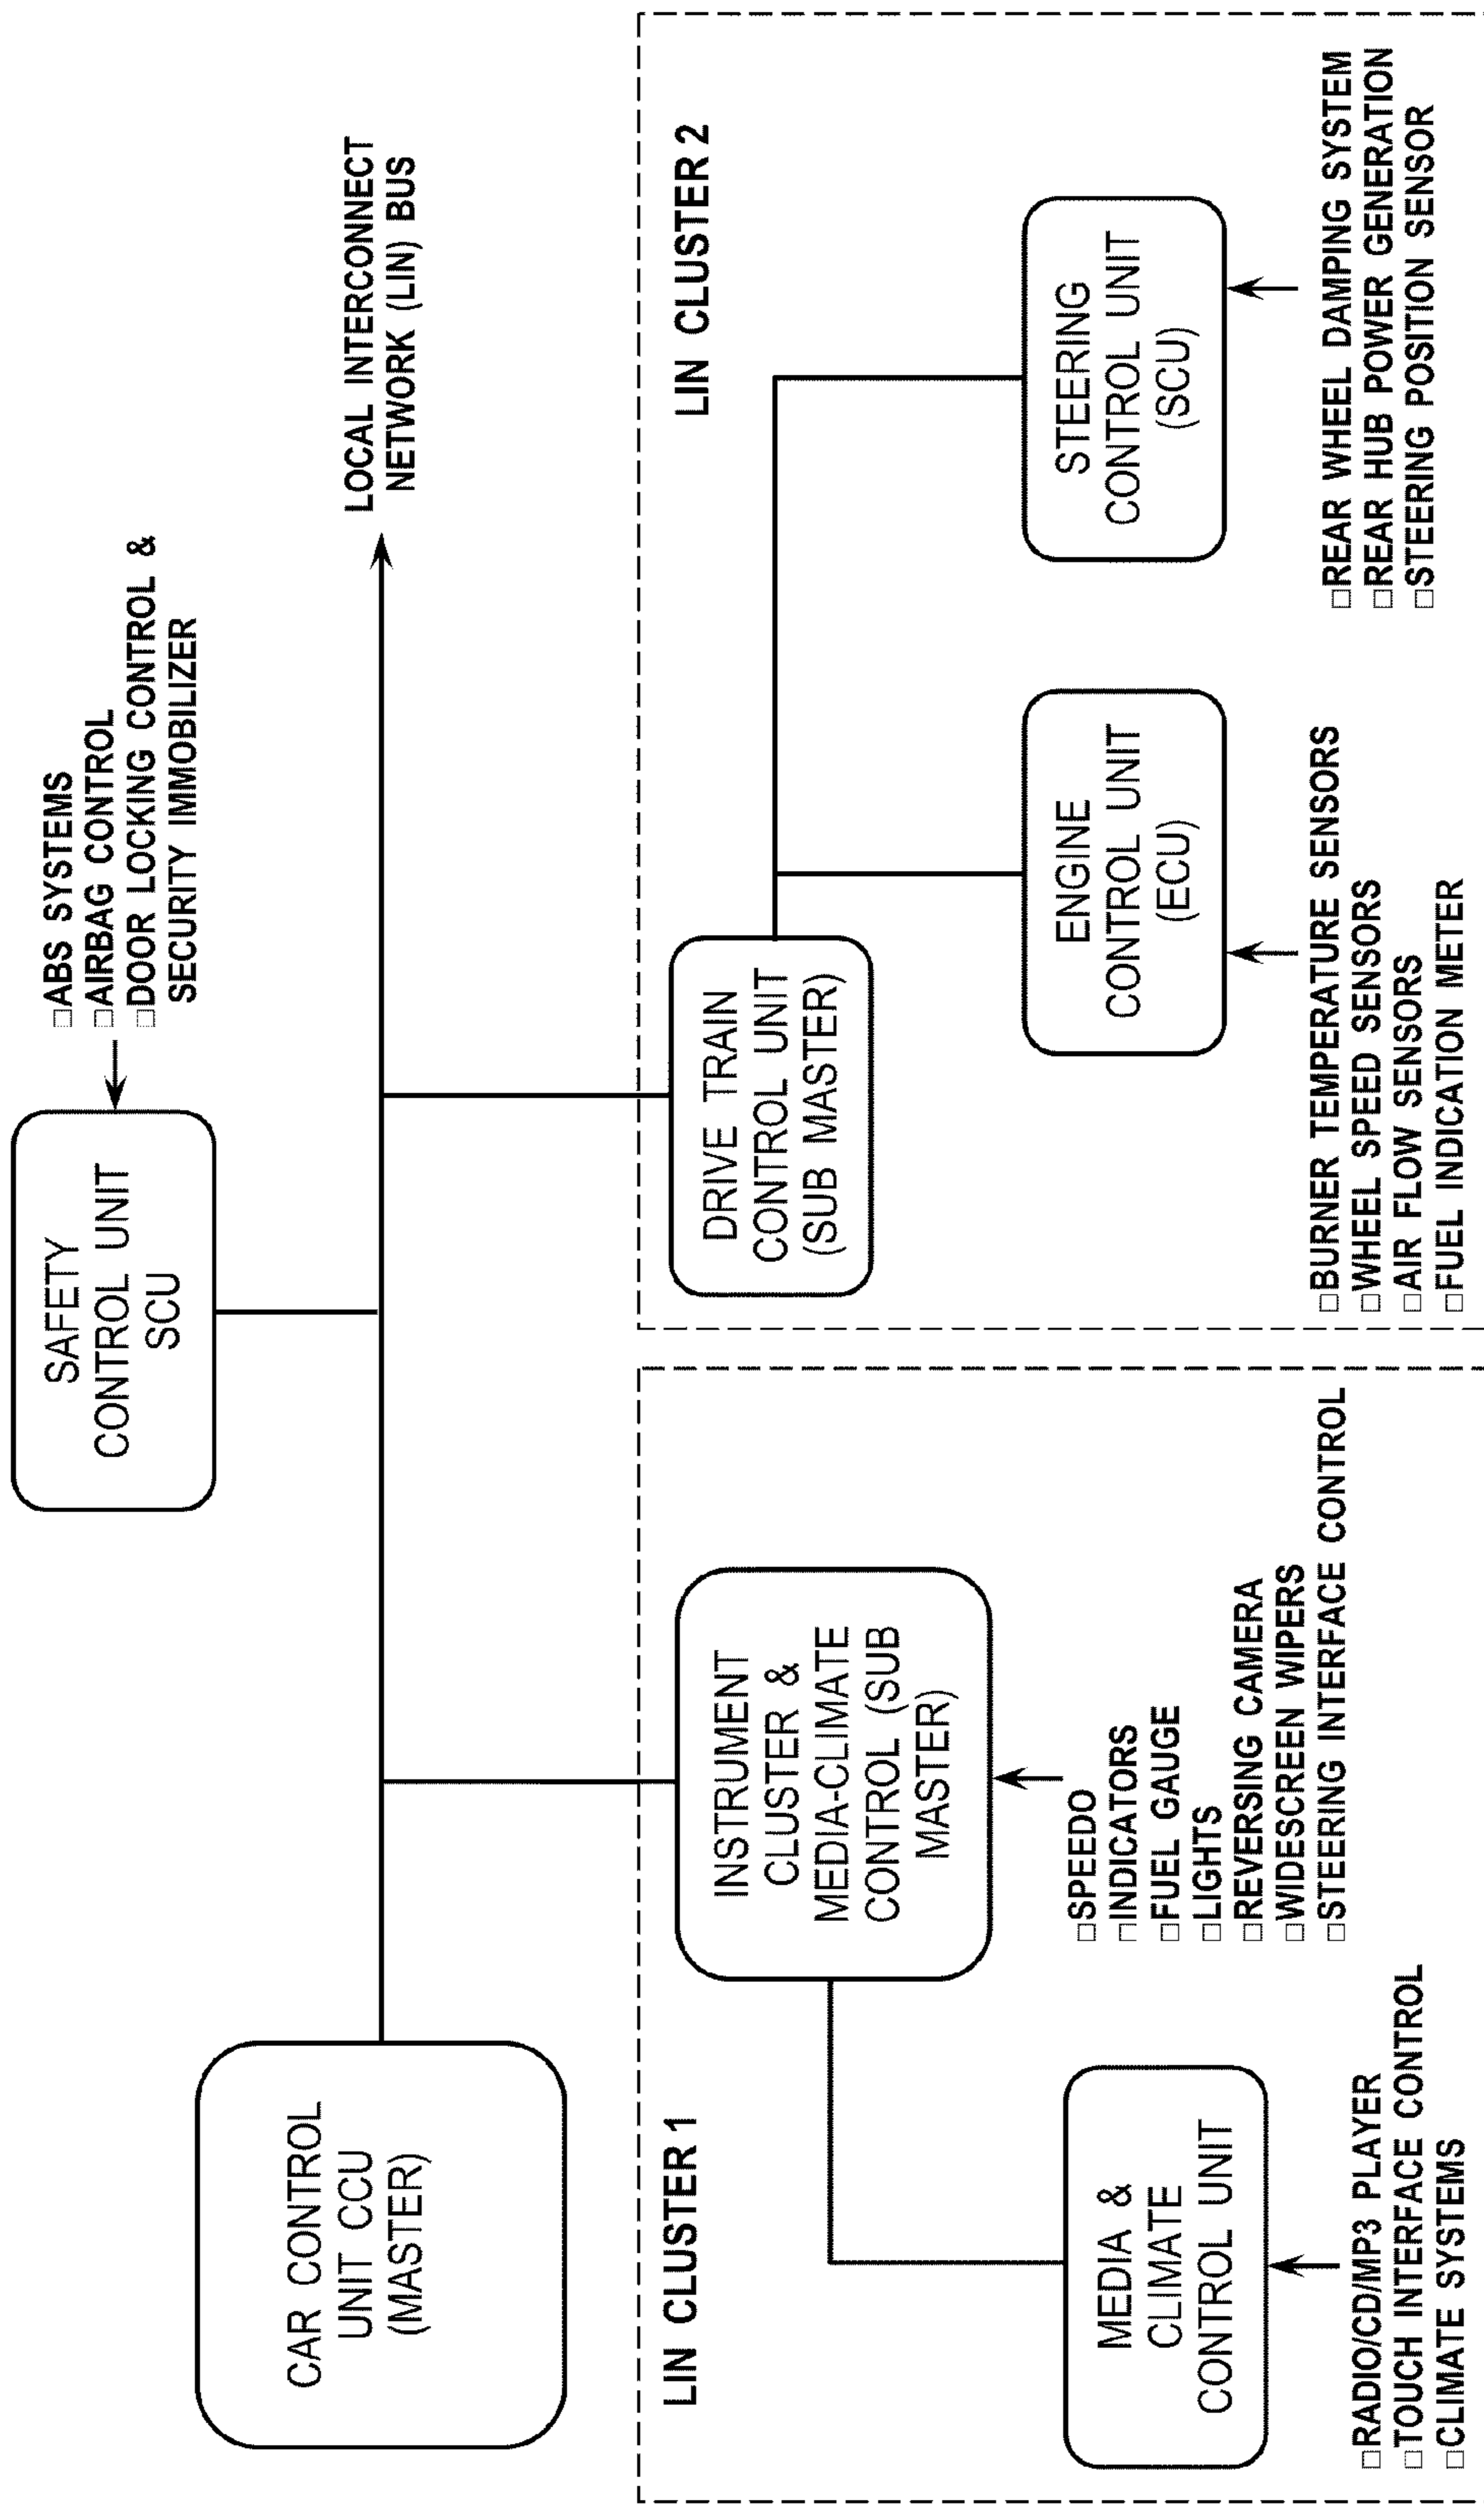 SAFETY
CONTROL UNIT
SCU
□ABS SYSTEMS
□AIRBAG CONTROL
□DOOR LOCKING CONTROL &
SECURITY IMMOBILIZER
CAR CONTROL
UNIT CCU
(MASTER)
LOCAL INTERCONNECT
NETWORK (LIN) BUS
LIN CLUSTER 1
INSTRUMENT
CLUSTER &
MEDIA-CLIMATE
CONTROL (SUB
MASTER)
□SPEEDO
□INDICATORS
□FUEL GAUGE
□LIGHTS
□REVERSING CAMERA
□WIDESCREEN WIPERS
□STEERING INTERFACE CONTROL
MEDIA &
CLIMATE
CONTROL UNIT
□RADIO/CD/MP3 PLAYER
□TOUCH INTERFACE CONTROL
□CLIMATE SYSTEMS
LIN CLUSTER 2
DRIVE TRAIN
CONTROL UNIT
(SUB MASTER)
ENGINE
CONTROL UNIT
(ECU)
□BURNER TEMPERATURE SENSORS
□WHEEL SPEED SENSORS
□AIR FLOW SENSORS
□FUEL INDICATION METER
STEERING
CONTROL UNIT
(SCU)
□REAR WHEEL DAMPING SYSTEM
□REAR HUB POWER GENERATION
□STEERING POSITION SENSOR